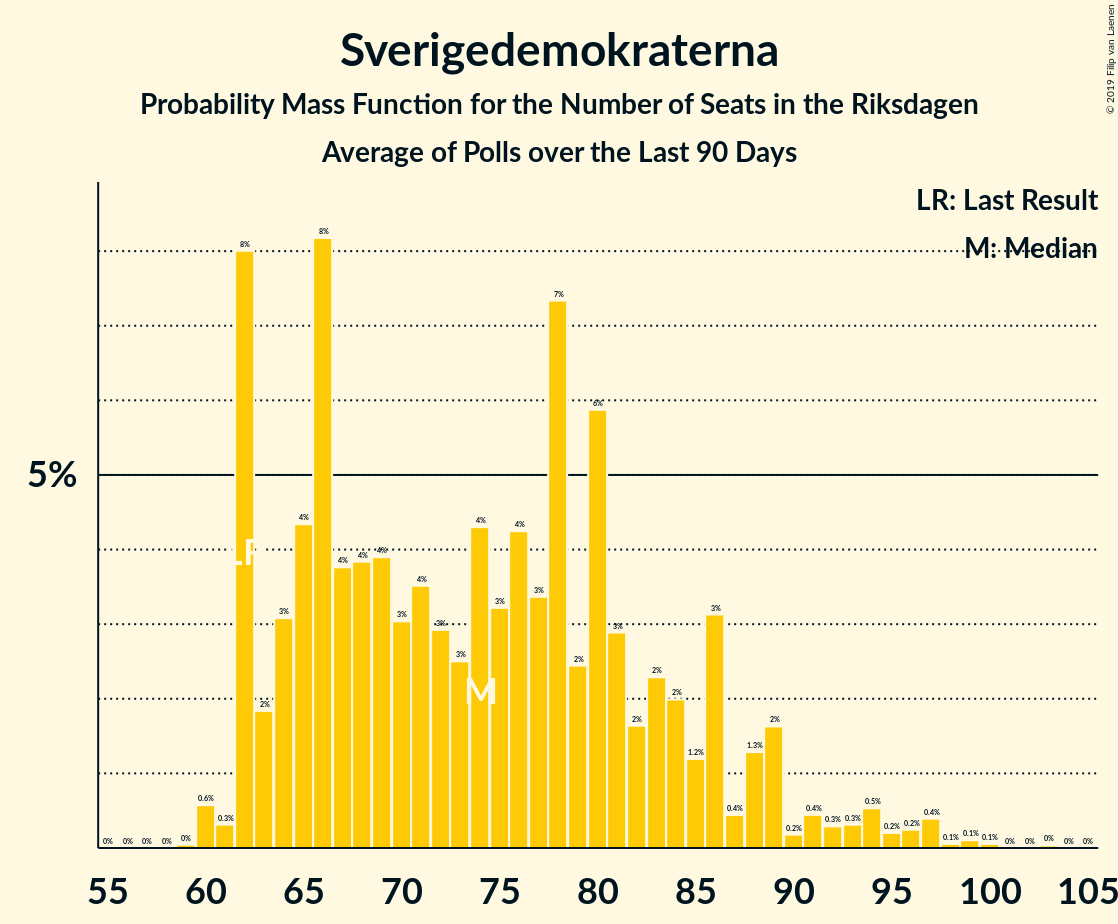 Sverigedemokraterna
Probability Mass Function for the Number of Seats in the Riksdagen
Average of Polls over the Last 90 Days
© 2019 Filip van Laenen
LR: Last Result
M: Median
5%
0% 0% 0% 0% 0% 0.6% 0.3% 8% 2% 3% 4% 8% 4% 4% 4% 3% 4% 3% 3% 4% 3% 4% 3% 7% 2% 6% 3% 2% 2% 2% 1.2% 3% 0.4% 1.3% 2% 0.2% 0.4% 0.3% 0.3% 0.5% 0.2% 0.2% 0.4% 0.1% 0.1% 0.1% 0% 0% 0% 0% 0%
LR
M
55 60 65 70 75 80 85 90 95 100 105